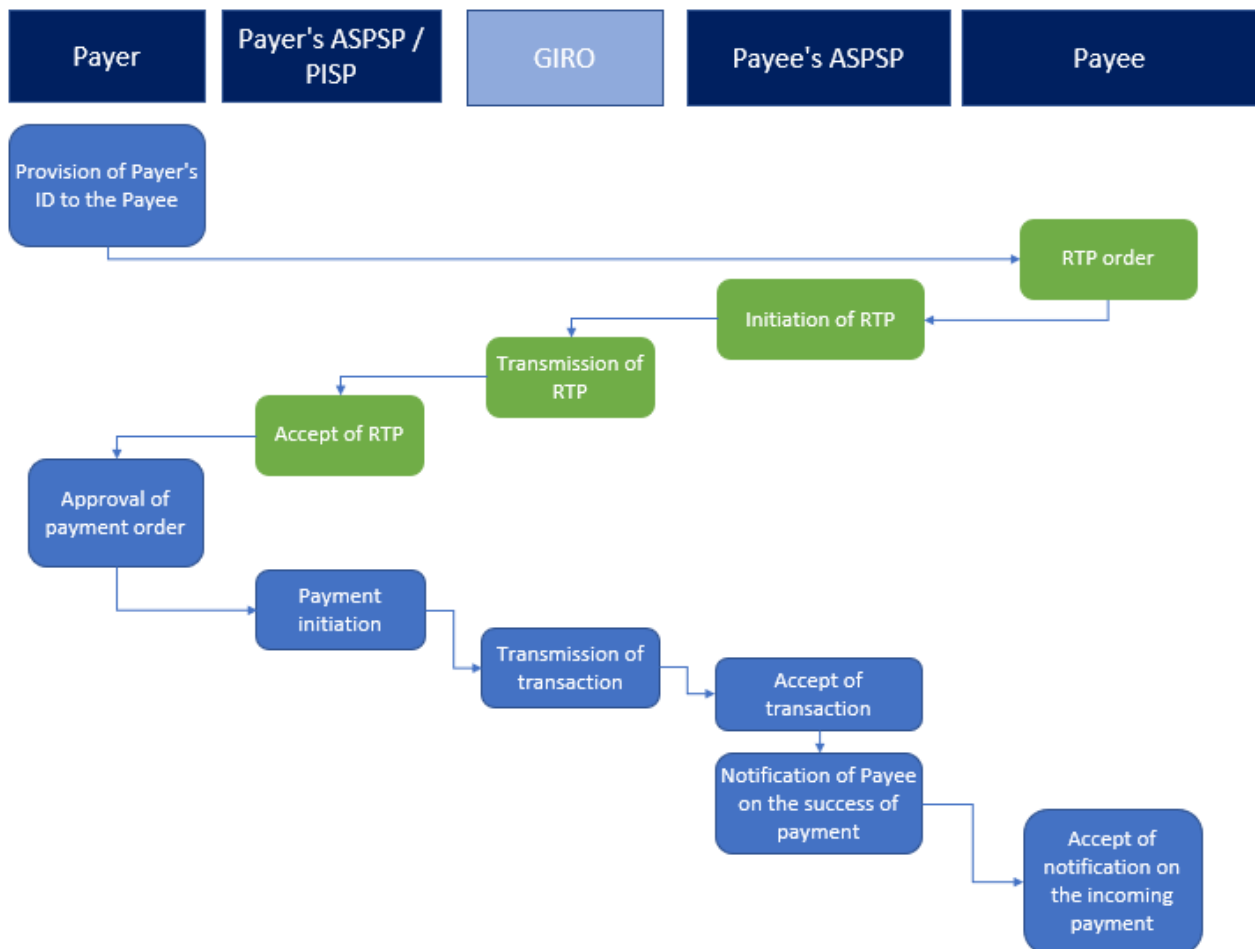 Payer
Payer's ASPSP /
PISP
GIRO
Payee's ASPSP
Payee
Provision of Payer's
ID to the Payee
RTP order
Initiation of RTP
Transmission of
RTP
Accept of RTP
Approval of
payment order
Payment
initiation
Transmission of
transaction
Accept of
transaction
Notification of Payee
on the success of
payment
Accept of
notification on
the incoming
payment